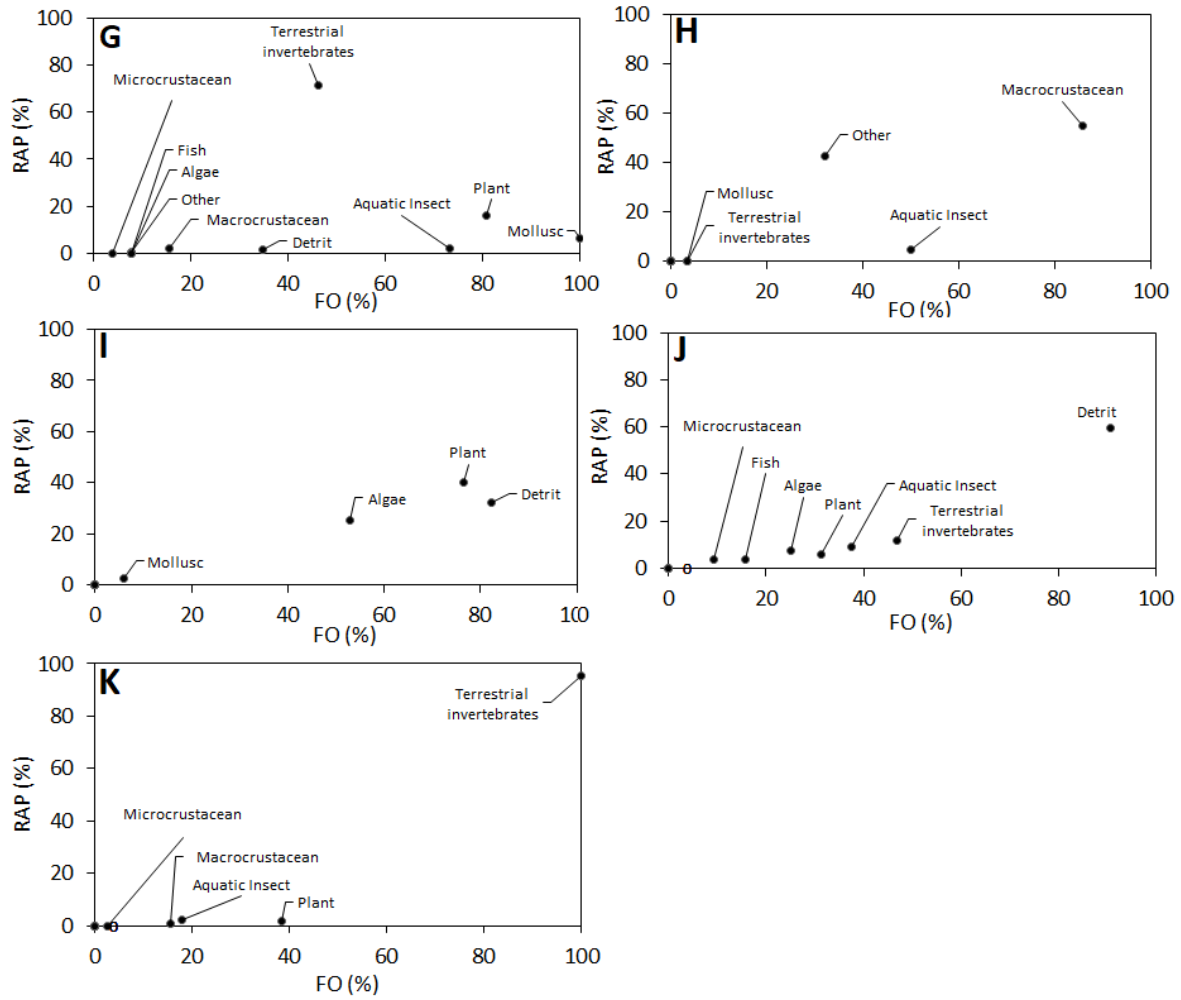 G
RAP (%)
100
80
60
40
20
0
Terrestrial
invertebrates
Microcrustacean
Fish
Algae
Other
Macrocrustacean
Detrit
Aquatic Insect
Plant
Mollusc
0 20 40 60 80 100
FO (%)
H
RAP (%)
100
80
60
40
20
0
Macrocrustacean
Other
Mollusc
Terrestrial
invertebrates
Aquatic Insect
0 20 40 60 80 100
FO (%)
I
RAP (%)
100
80
60
40
20
0
Plant
Algae
Detrit
Mollusc
0 20 40 60 80 100
FO (%)
J
RAP (%)
100
80
60
40
20
0
Detrit
Microcrustacean
Fish
Algae
Plant
Aquatic Insect
Terrestrial
invertebrates
0
0 20 40 60 80 100
FO (%)
K
RAP (%)
100
80
60
40
20
0
Terrestrial
invertebrates
Microcrustacean
Macrocrustacean
Aquatic Insect
Plant
0
0 20 40 60 80 100
FO (%)